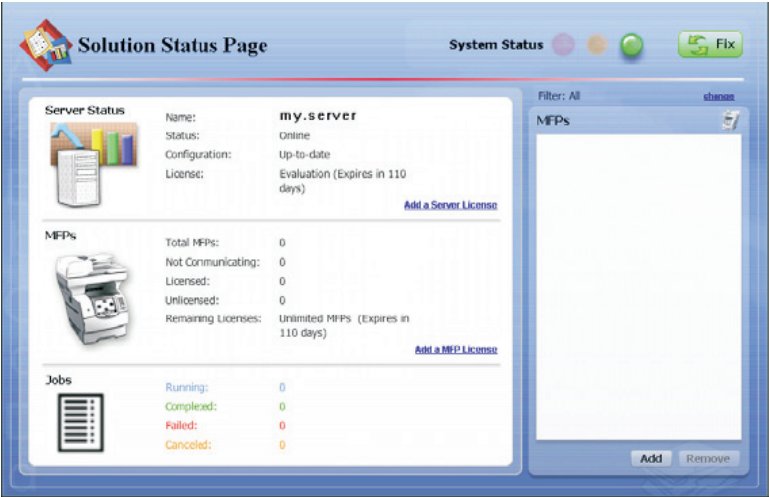 Solution Status Page
System Status
Fix
Server Status
Name: my.server
Status: Online
Configuration: Up-to-date
License: Evaluation (Expires in 110
days)
Add a Server License
MFPs
Total MFPs: 0
Not Communicating: 0
Licensed: 0
Unlicensed: 0
Remaining Licenses: Unlimited MFPs (Expires in
110 days)
Add a MFP License
Jobs
Running: 0
Completed: 0
Failed: 0
Canceled: 0
Filter: All change
MFPs
Add Remove